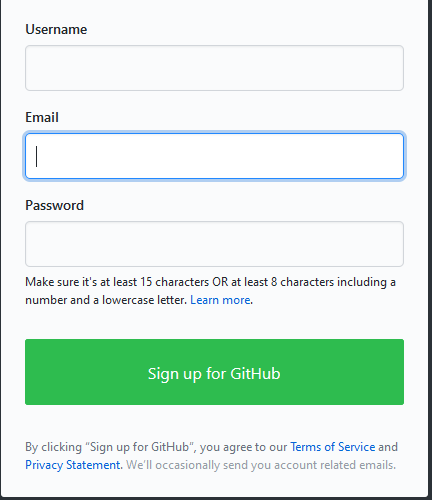 Username
Email
Password
Make sure it's at least 15 characters OR at least 8 characters including a
number and a lowercase letter. Learn more.
Sign up for GitHub
By clicking “Sign up for GitHub”, you agree to our Terms of Service and
Privacy Statement. We’ll occasionally send you account related emails.